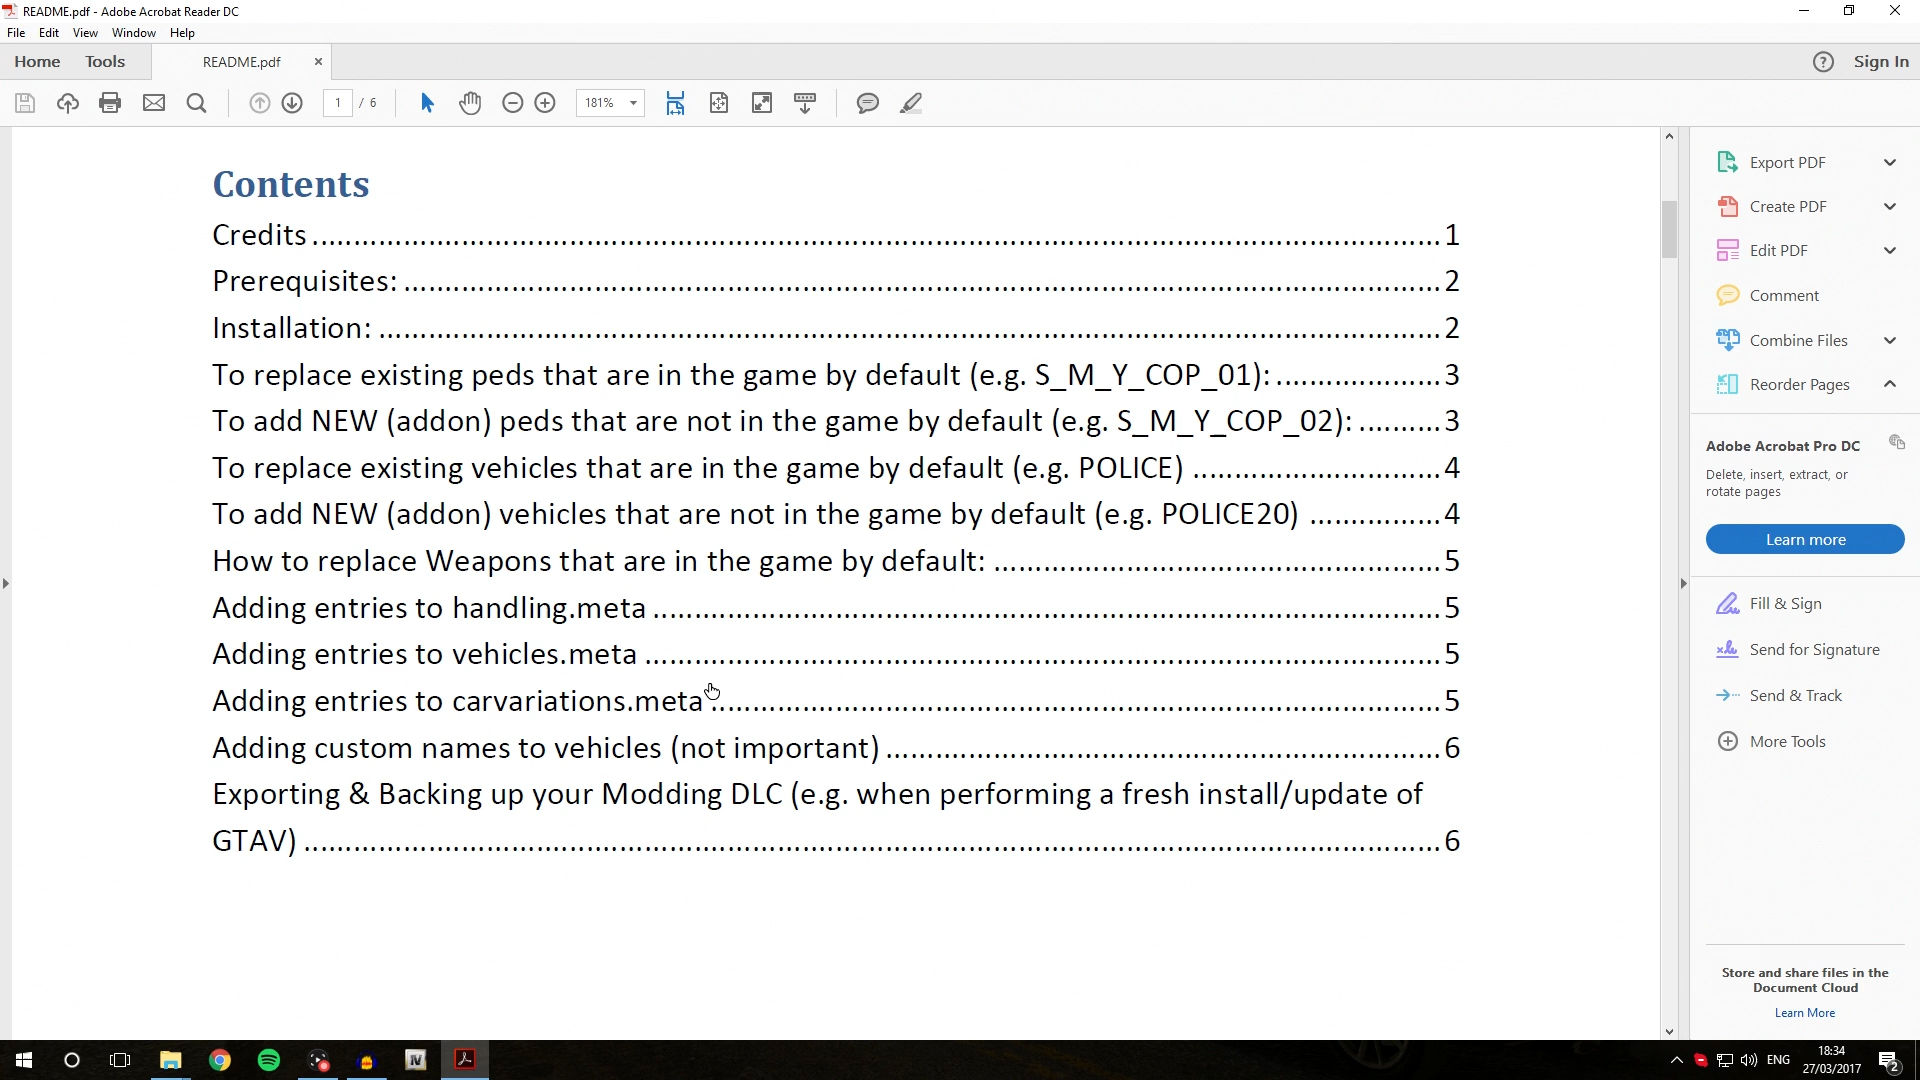 README.pdf - Adobe Acrobat Reader DC
File Edit View Window Help
Home Tools README.pdf × ? Sign In
1 / 6 181%
Contents
Credits........................................................................................................................................1
Prerequisites: .............................................................................................................................2
Installation: ................................................................................................................................2
To replace existing peds that are in the game by default (e.g. S_M_Y_COP_01):....................3
To add NEW (addon) peds that are not in the game by default (e.g. S_M_Y_COP_02):..........3
To replace existing vehicles that are in the game by default (e.g. POLICE) ..............................4
To add NEW (addon) vehicles that are not in the game by default (e.g. POLICE20) ................4
How to replace Weapons that are in the game by default: ......................................................5
Adding entries to handling.meta ...............................................................................................5
Adding entries to vehicles.meta ................................................................................................5
Adding entries to carvariations.meta ........................................................................................5
Adding custom names to vehicles (not important) ...................................................................6
Exporting & Backing up your Modding DLC (e.g. when performing a fresh install/update of
GTAV) .........................................................................................................................................6
Export PDF
Create PDF
Edit PDF
Comment
Combine Files
Reorder Pages
Adobe Acrobat Pro DC
Delete, insert, extract, or
rotate pages
Learn more
Fill & Sign
Send for Signature
Send & Track
More Tools
Store and share files in the
Document Cloud
Learn More
IV
ENG
18:34
27/03/2017
2